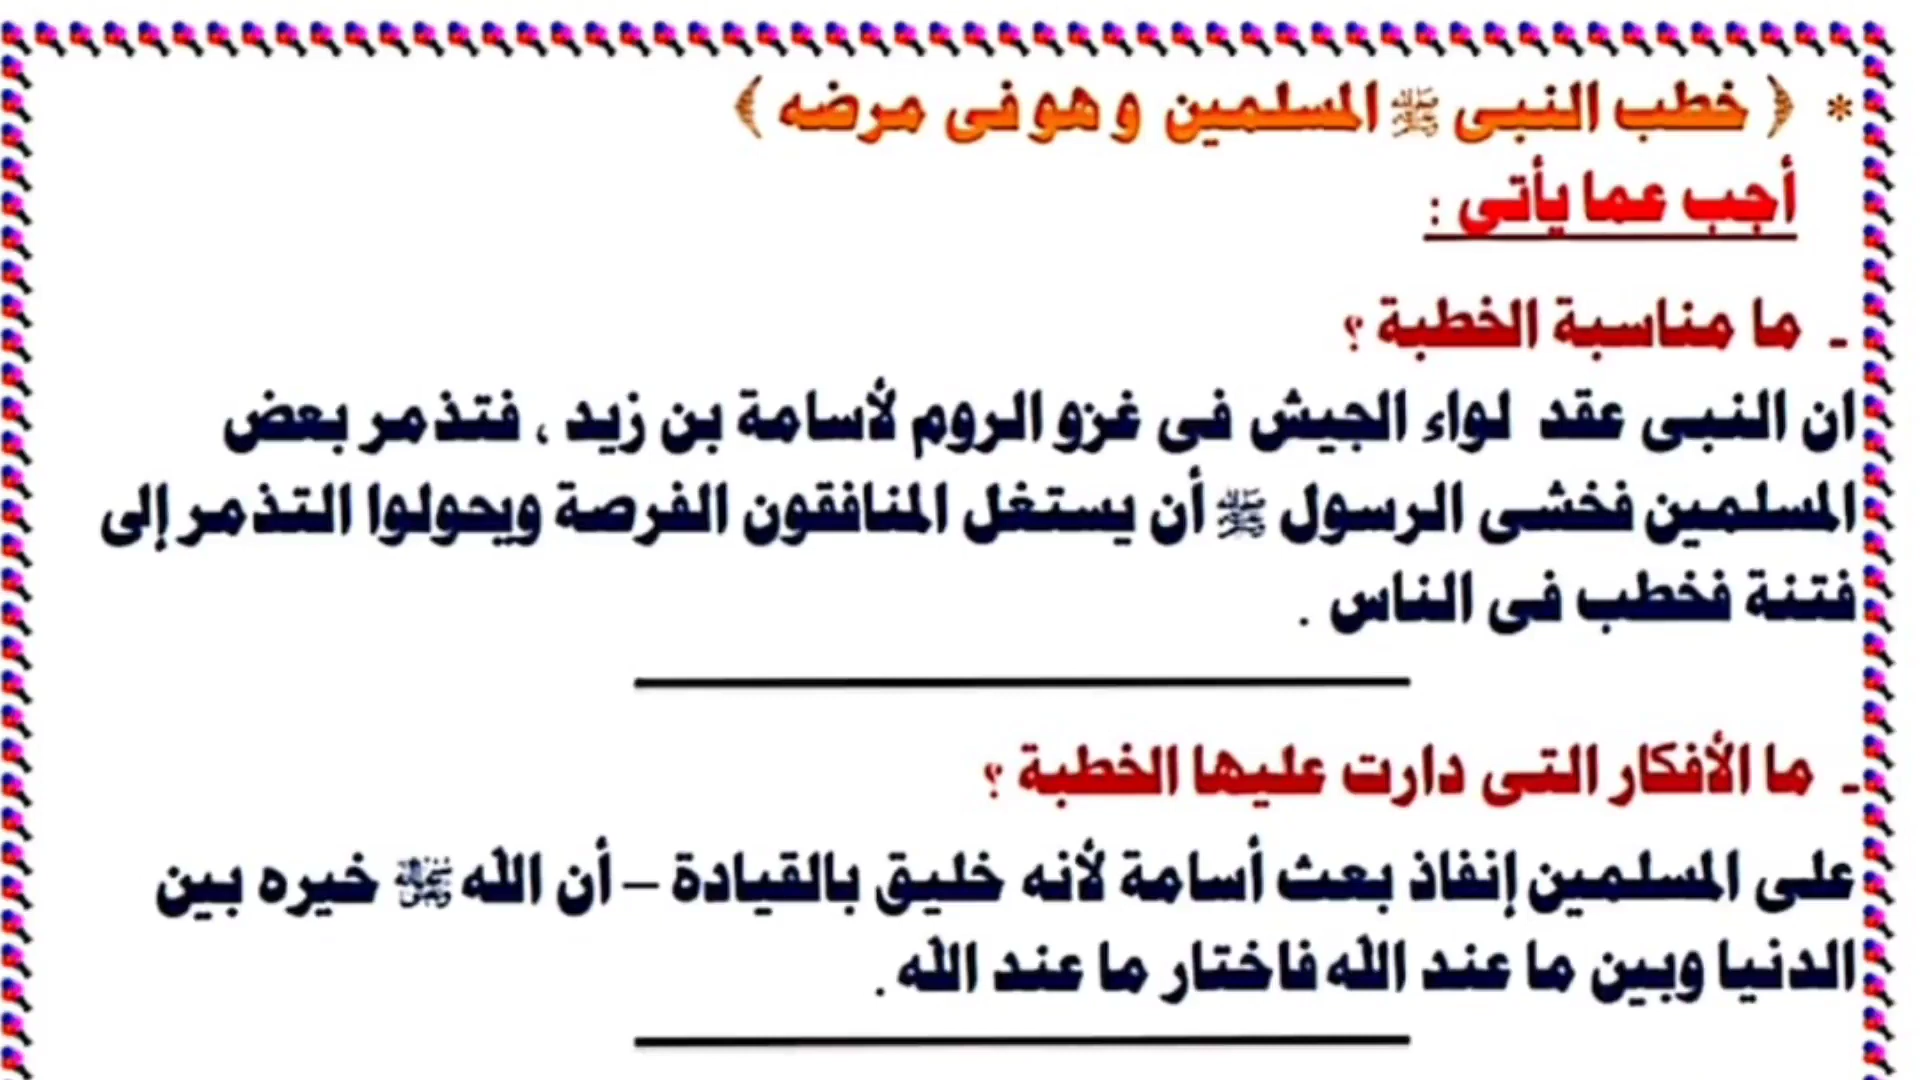 * ﴿ خطب النبى ﷺ المسلمين و هو فى مرضه ﴾
أجب عما يأتى :
- ما مناسبة الخطبة ؟
ان النبى عقد لواء الجيش فى غزو الروم لأسامة بن زيد ، فتذمر بعض
المسلمين فخشى الرسول ﷺ أن يستغل المنافقون الفرصة ويحولوا التذمر إلى
فتنة فخطب فى الناس .
- ما الأفكار التى دارت عليها الخطبة ؟
على المسلمين إنفاذ بعث أسامة لأنه خليق بالقيادة – أن الله ﷻ خيره بين
الدنيا وبين ما عند الله فاختار ما عند الله .